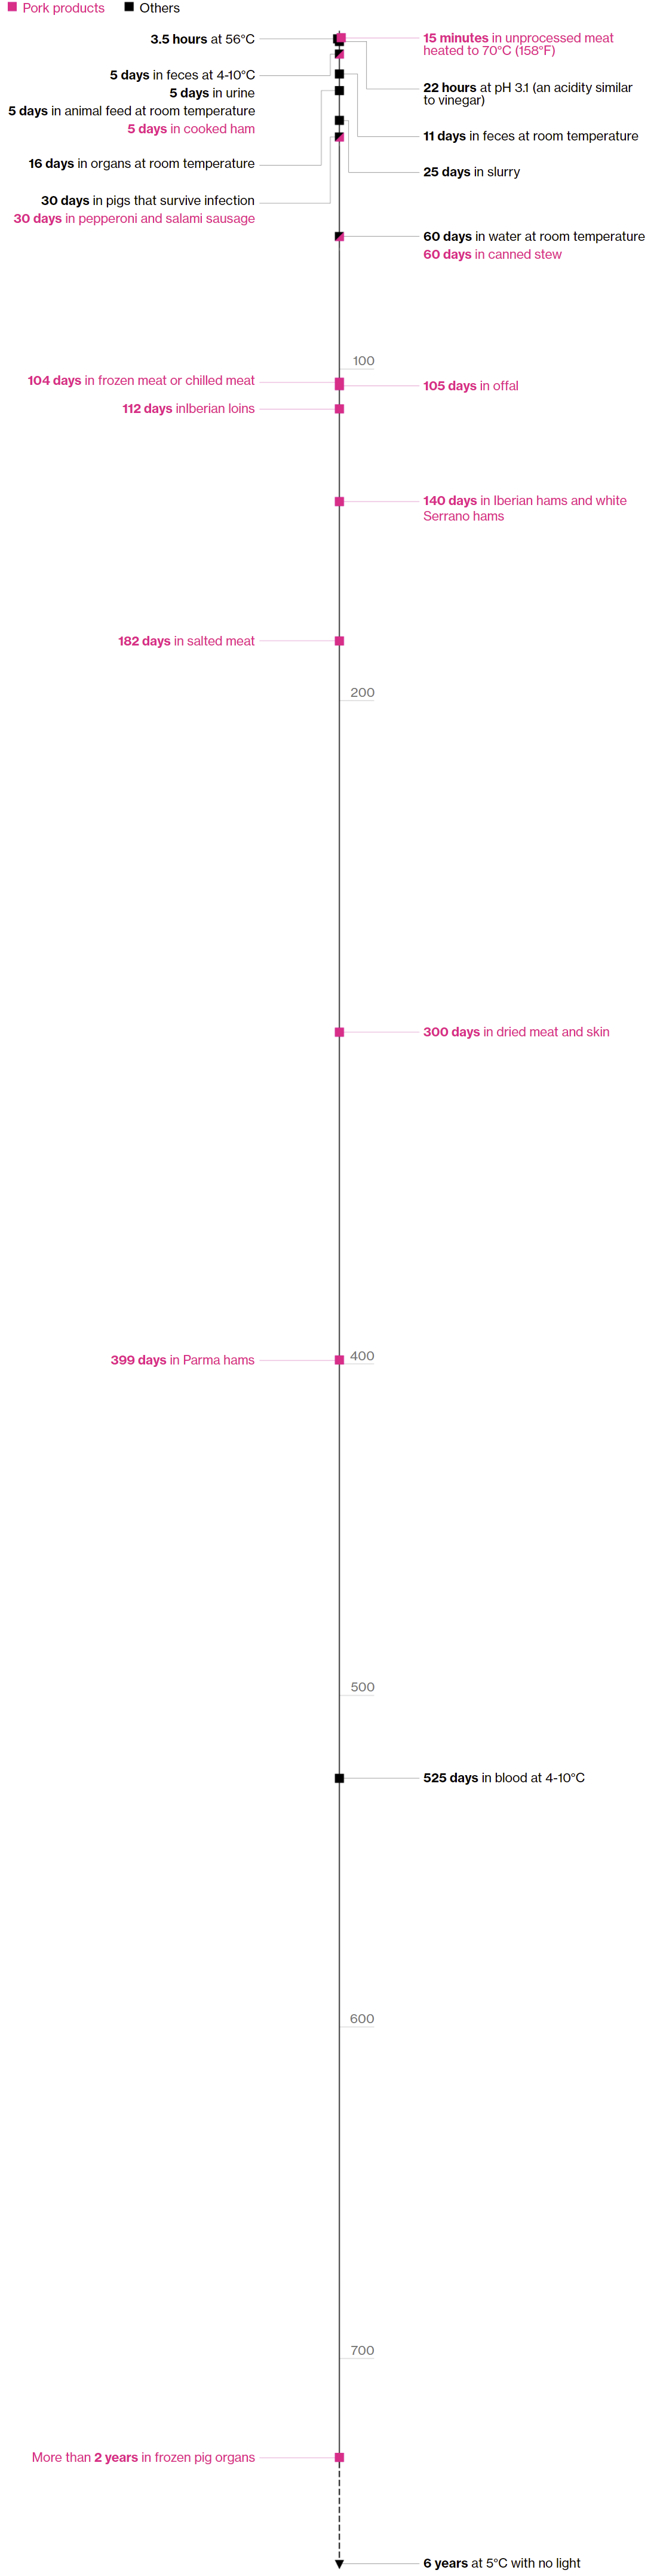 Pork products
Others
3.5 hours at 56°C
15 minutes in unprocessed meat
heated to 70°C (158°F)
5 days in feces at 4-10°C
22 hours at pH 3.1 (an acidity similar
to vinegar)
5 days in urine
5 days in animal feed at room temperature
5 days in cooked ham
11 days in feces at room temperature
16 days in organs at room temperature
25 days in slurry
30 days in pigs that survive infection
30 days in pepperoni and salami sausage
60 days in water at room temperature
60 days in canned stew
100
104 days in frozen meat or chilled meat
105 days in offal
112 days inIberian loins
140 days in Iberian hams and white
Serrano hams
182 days in salted meat
200
300 days in dried meat and skin
400
399 days in Parma hams
500
525 days in blood at 4-10°C
600
700
More than 2 years in frozen pig organs
6 years at 5°C with no light